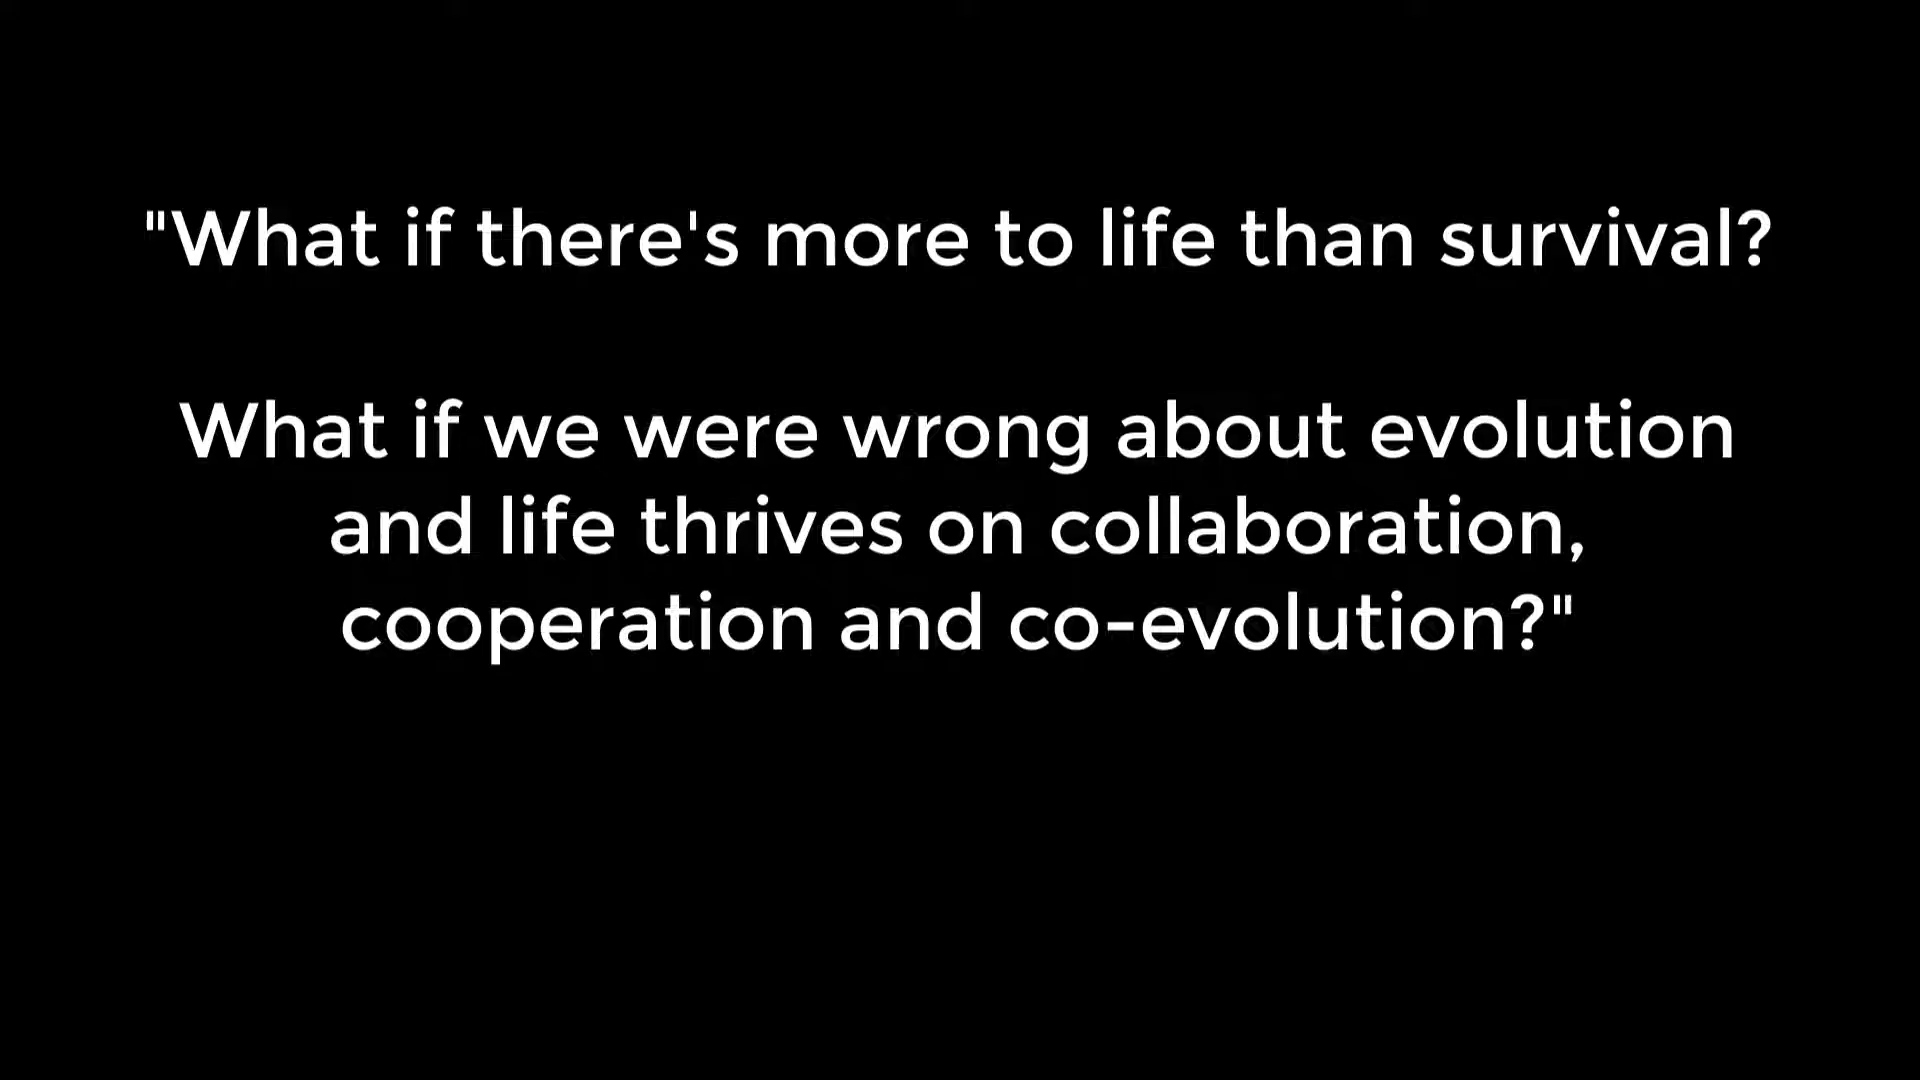 "What if there's more to life than survival?
What if we were wrong about evolution
and life thrives on collaboration,
cooperation and co-evolution?"